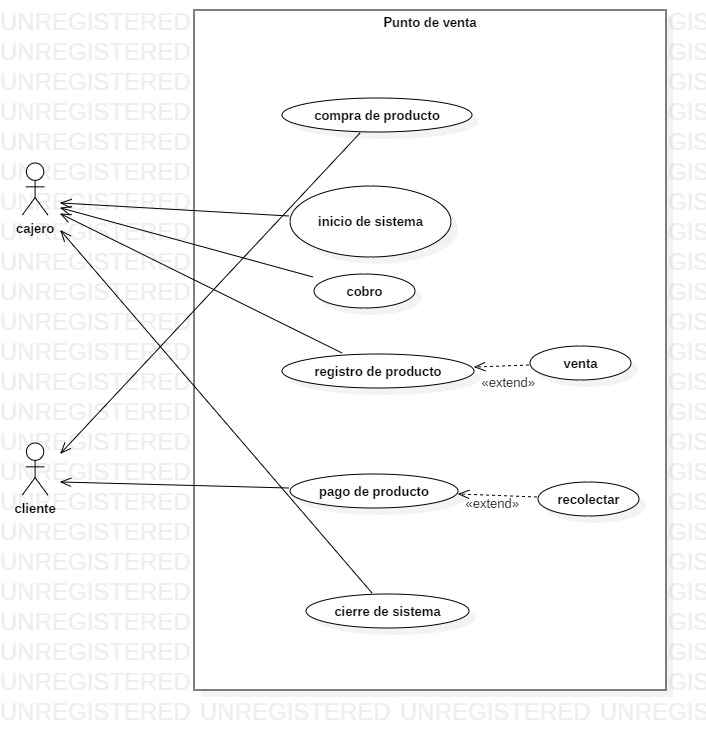 Punto de venta
compra de producto
inicio de sistema
cajero
cobro
registro de producto
venta
«extend»
pago de producto
recolectar
«extend»
cliente
cierre de sistema
UNREGISTERED UNREGISTERED UNREGISTERED UNREGISTERED